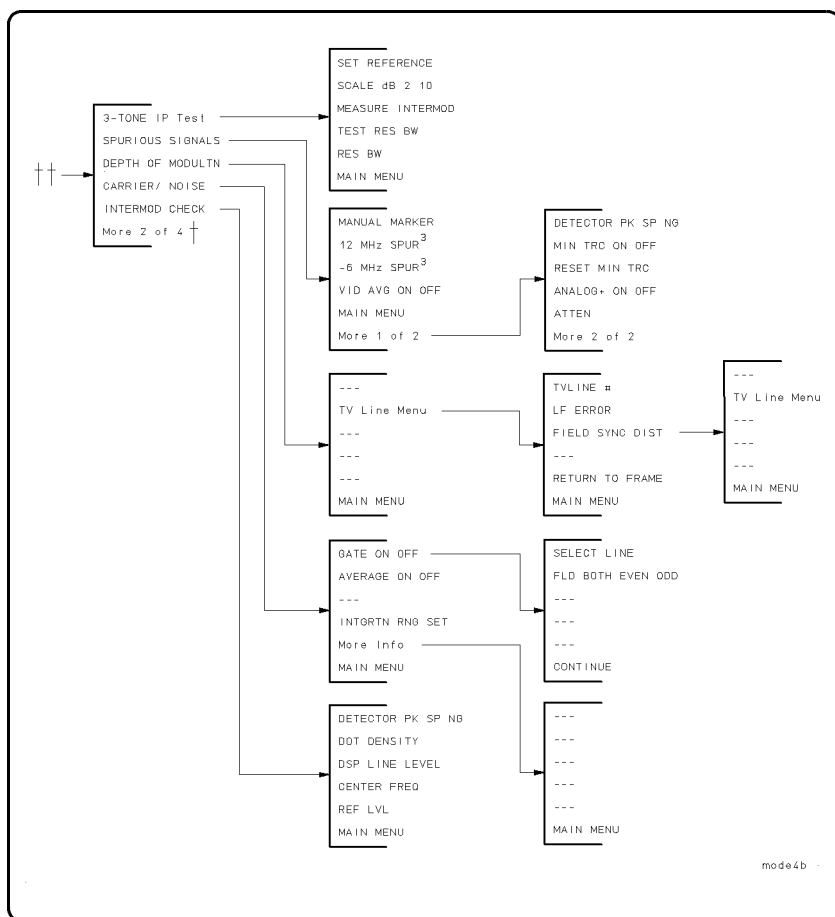 SET REFERENCE
SCALE dB 2 10
MEASURE INTERMOD
TEST RES BW
RES BW
MAIN MENU
††
3-TONE IP Test
SPURIOUS SIGNALS
DEPTH OF MODULTN
CARRIER/ NOISE
INTERMOD CHECK
More 2 of 4 †
MANUAL MARKER
12 MHz SPUR3
-6 MHz SPUR3
VID AVG ON OFF
MAIN MENU
More 1 of 2
DETECTOR PK SP NG
MIN TRC ON OFF
RESET MIN TRC
ANALOG+ ON OFF
ATTEN
More 2 of 2
---
TV Line Menu
---
---
---
MAIN MENU
TVLINE #
LF ERROR
FIELD SYNC DIST
---
RETURN TO FRAME
MAIN MENU
---
TV Line Menu
---
---
---
MAIN MENU
GATE ON OFF
AVERAGE ON OFF
---
INTGRTN RNG SET
More Info
MAIN MENU
SELECT LINE
FLD BOTH EVEN ODD
---
---
---
CONTINUE
DETECTOR PK SP NG
DOT DENSITY
DSP LINE LEVEL
CENTER FREQ
REF LVL
MAIN MENU
---
---
---
---
---
MAIN MENU
mode4b